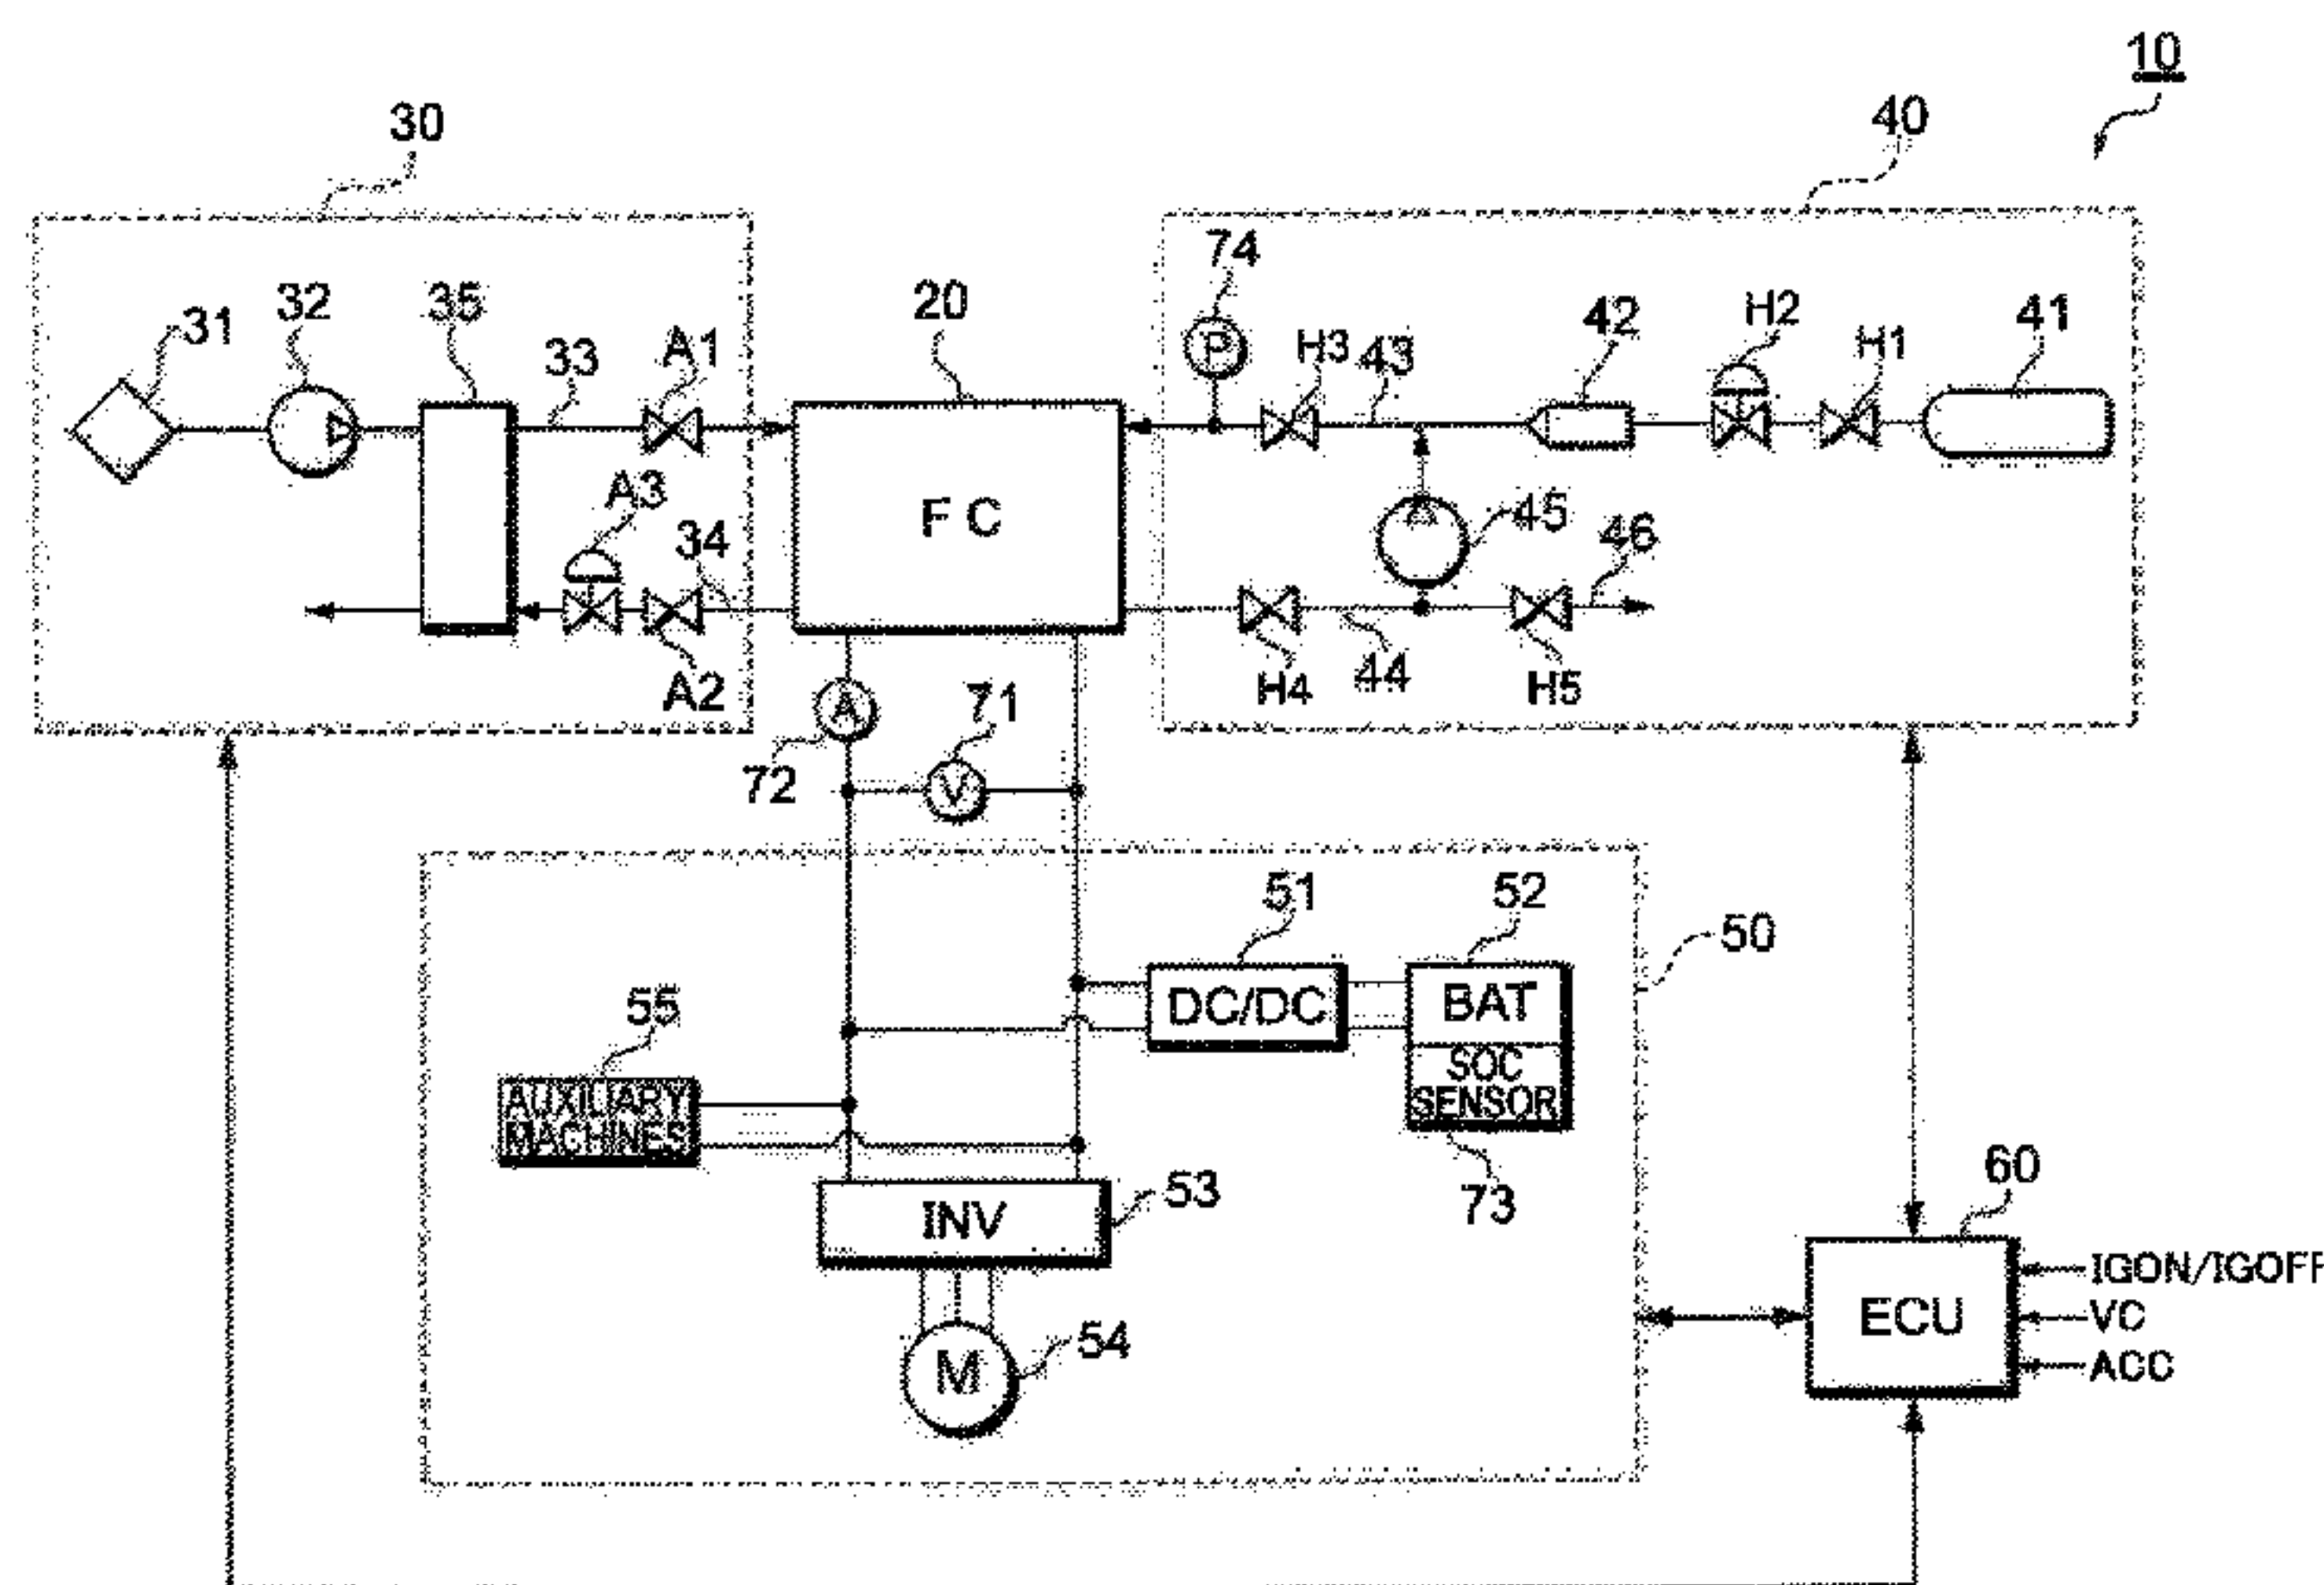 10
30
40
74
31
32
35
33
A1
20
H3
43
42
H2
H1
41
P
A3
34
FC
45
46
A2
H4
44
H5
A
72
71
V
51
52
50
55
DC/DC
BAT
SOC
SENSOR
AUXILIARY
MACHINES
73
60
INV
53
IGON/IGOFF
ECU
VC
ACC
M
54